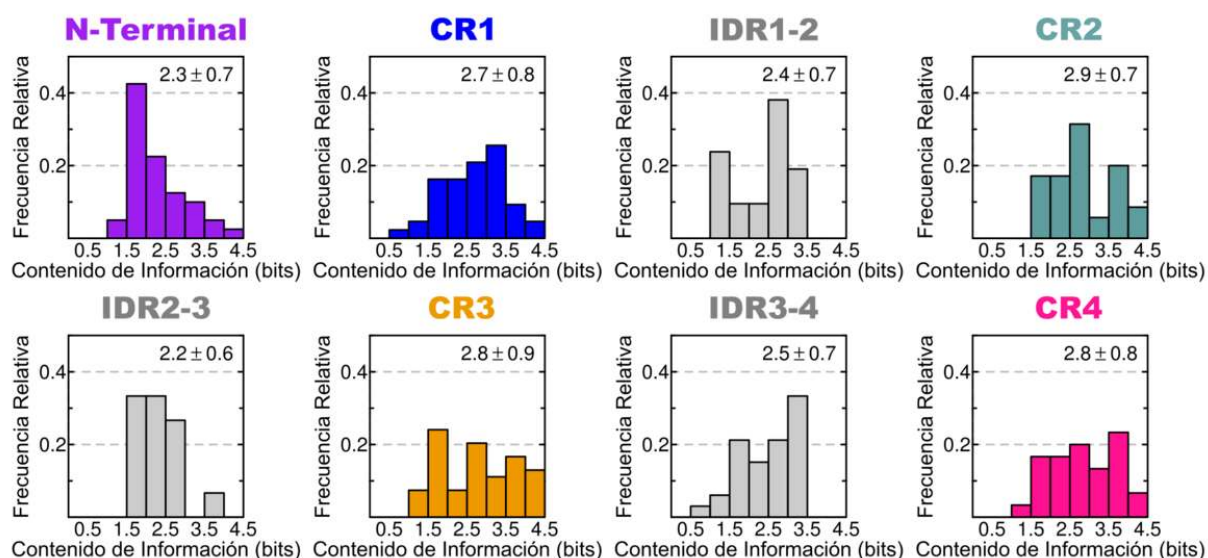 N-Terminal CR1 IDR1-2 CR2
Frecuencia Relativa 0.4 0.2 2.3 ± 0.7
Frecuencia Relativa 0.4 0.2 2.7 ± 0.8
Frecuencia Relativa 0.4 0.2 2.4 ± 0.7
Frecuencia Relativa 0.4 0.2 2.9 ± 0.7
0.5 1.5 2.5 3.5 4.5 0.5 1.5 2.5 3.5 4.5 0.5 1.5 2.5 3.5 4.5 0.5 1.5 2.5 3.5 4.5
Contenido de Información (bits) Contenido de Información (bits) Contenido de Información (bits) Contenido de Información (bits)
IDR2-3 CR3 IDR3-4 CR4
Frecuencia Relativa 0.4 0.2 2.2 ± 0.6
Frecuencia Relativa 0.4 0.2 2.8 ± 0.9
Frecuencia Relativa 0.4 0.2 2.5 ± 0.7
Frecuencia Relativa 0.4 0.2 2.8 ± 0.8
0.5 1.5 2.5 3.5 4.5 0.5 1.5 2.5 3.5 4.5 0.5 1.5 2.5 3.5 4.5 0.5 1.5 2.5 3.5 4.5
Contenido de Información (bits) Contenido de Información (bits) Contenido de Información (bits) Contenido de Información (bits)